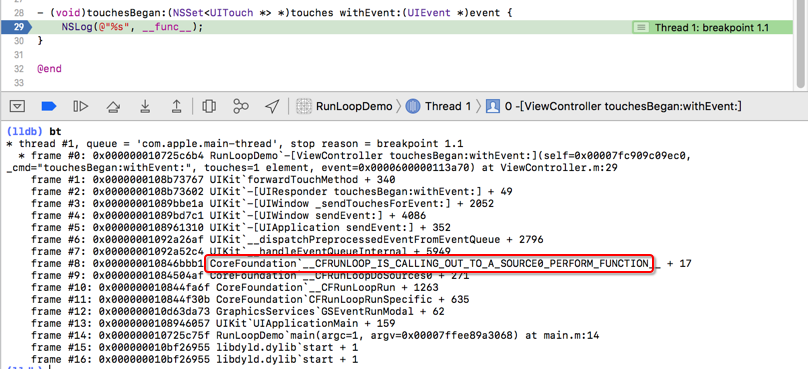 28 - (void)touchesBegan:(NSSet<UITouch *> *)touches withEvent:(UIEvent *)event {
29 NSLog(@"%s", __func__); Thread 1: breakpoint 1.1
30 }
31
32 @end
33
RunLoopDemo Thread 1 0 -[ViewController touchesBegan:withEvent:]
(lldb) bt
* thread #1, queue = 'com.apple.main-thread', stop reason = breakpoint 1.1
* frame #0: 0x000000010725c6b4 RunLoopDemo`-[ViewController touchesBegan:withEvent:](self=0x00007fc909c09ec0,
_cmd="touchesBegan:withEvent:", touches=1 element, event=0x0000600000113a70) at ViewController.m:29
frame #1: 0x0000000108b73767 UIKit`forwardTouchMethod + 340
frame #2: 0x0000000108b73602 UIKit`-[UIResponder touchesBegan:withEvent:] + 49
frame #3: 0x00000001089bbe1a UIKit`-[UIWindow _sendTouchesForEvent:] + 2052
frame #4: 0x00000001089bd7c1 UIKit`-[UIWindow sendEvent:] + 4086
frame #5: 0x0000000108961310 UIKit`-[UIApplication sendEvent:] + 352
frame #6: 0x00000001092a26af UIKit`__dispatchPreprocessedEventFromEventQueue + 2796
frame #7: 0x00000001092a52c4 UIKit`__handleEventQueueInternal + 5949
frame #8: 0x000000010846bbb1 CoreFoundation`__CFRUNLOOP_IS_CALLING_OUT_TO_A_SOURCE0_PERFORM_FUNCTION__ + 17
frame #9: 0x00000001084504af CoreFoundation`__CFRunLoopDoSources0 + 271
frame #10: 0x000000010844fa6f CoreFoundation`__CFRunLoopRun + 1263
frame #11: 0x000000010844f30b CoreFoundation`CFRunLoopRunSpecific + 635
frame #12: 0x000000010d63da73 GraphicsServices`GSEventRunModal + 62
frame #13: 0x0000000108946057 UIKit`UIApplicationMain + 159
frame #14: 0x000000010725c75f RunLoopDemo`main(argc=1, argv=0x00007ffee89a3068) at main.m:14
frame #15: 0x000000010bf26955 libdyld.dylib`start + 1
frame #16: 0x000000010bf26955 libdyld.dylib`start + 1